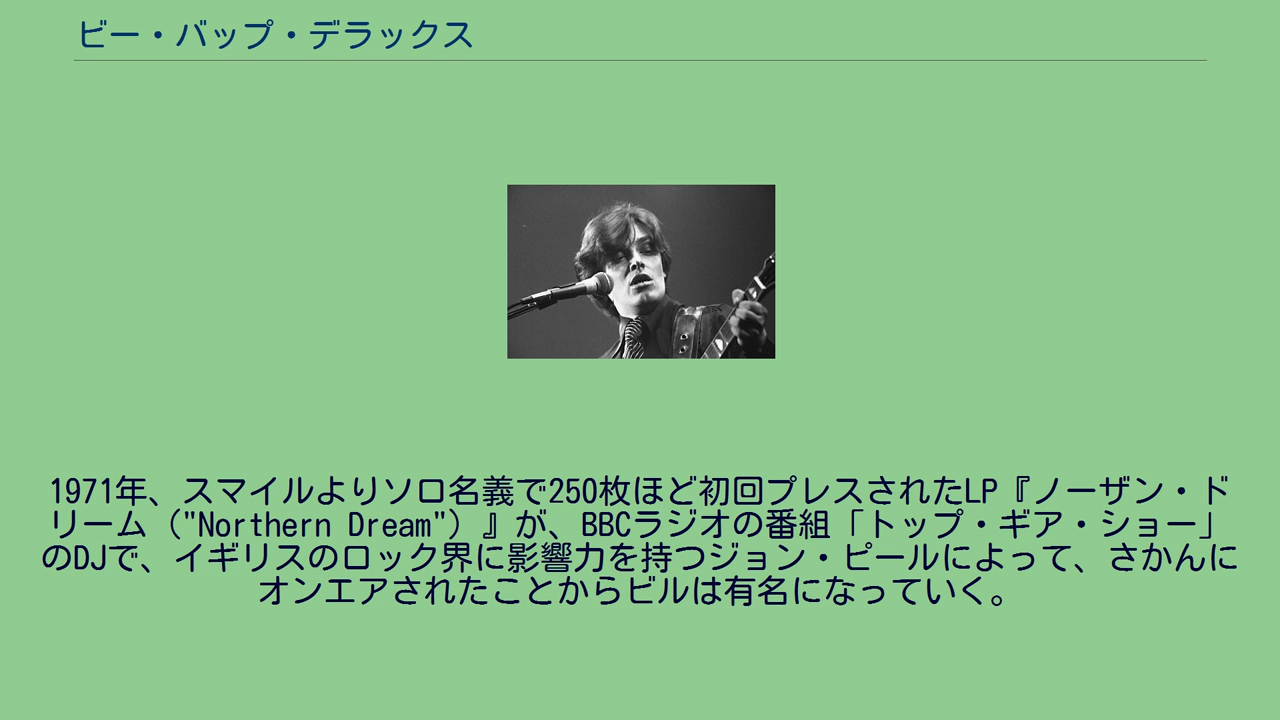 ビー・バップ・デラックス
1971年、スマイルよりソロ名義で250枚ほど初回プレスされたLP『ノーザン・ド
リーム（"Northern Dream"）』が、BBCラジオの番組「トップ・ギア・ショー」
のDJで、イギリスのロック界に影響力を持つジョン・ピールによって、さかんに
オンエアされたことからビルは有名になっていく。